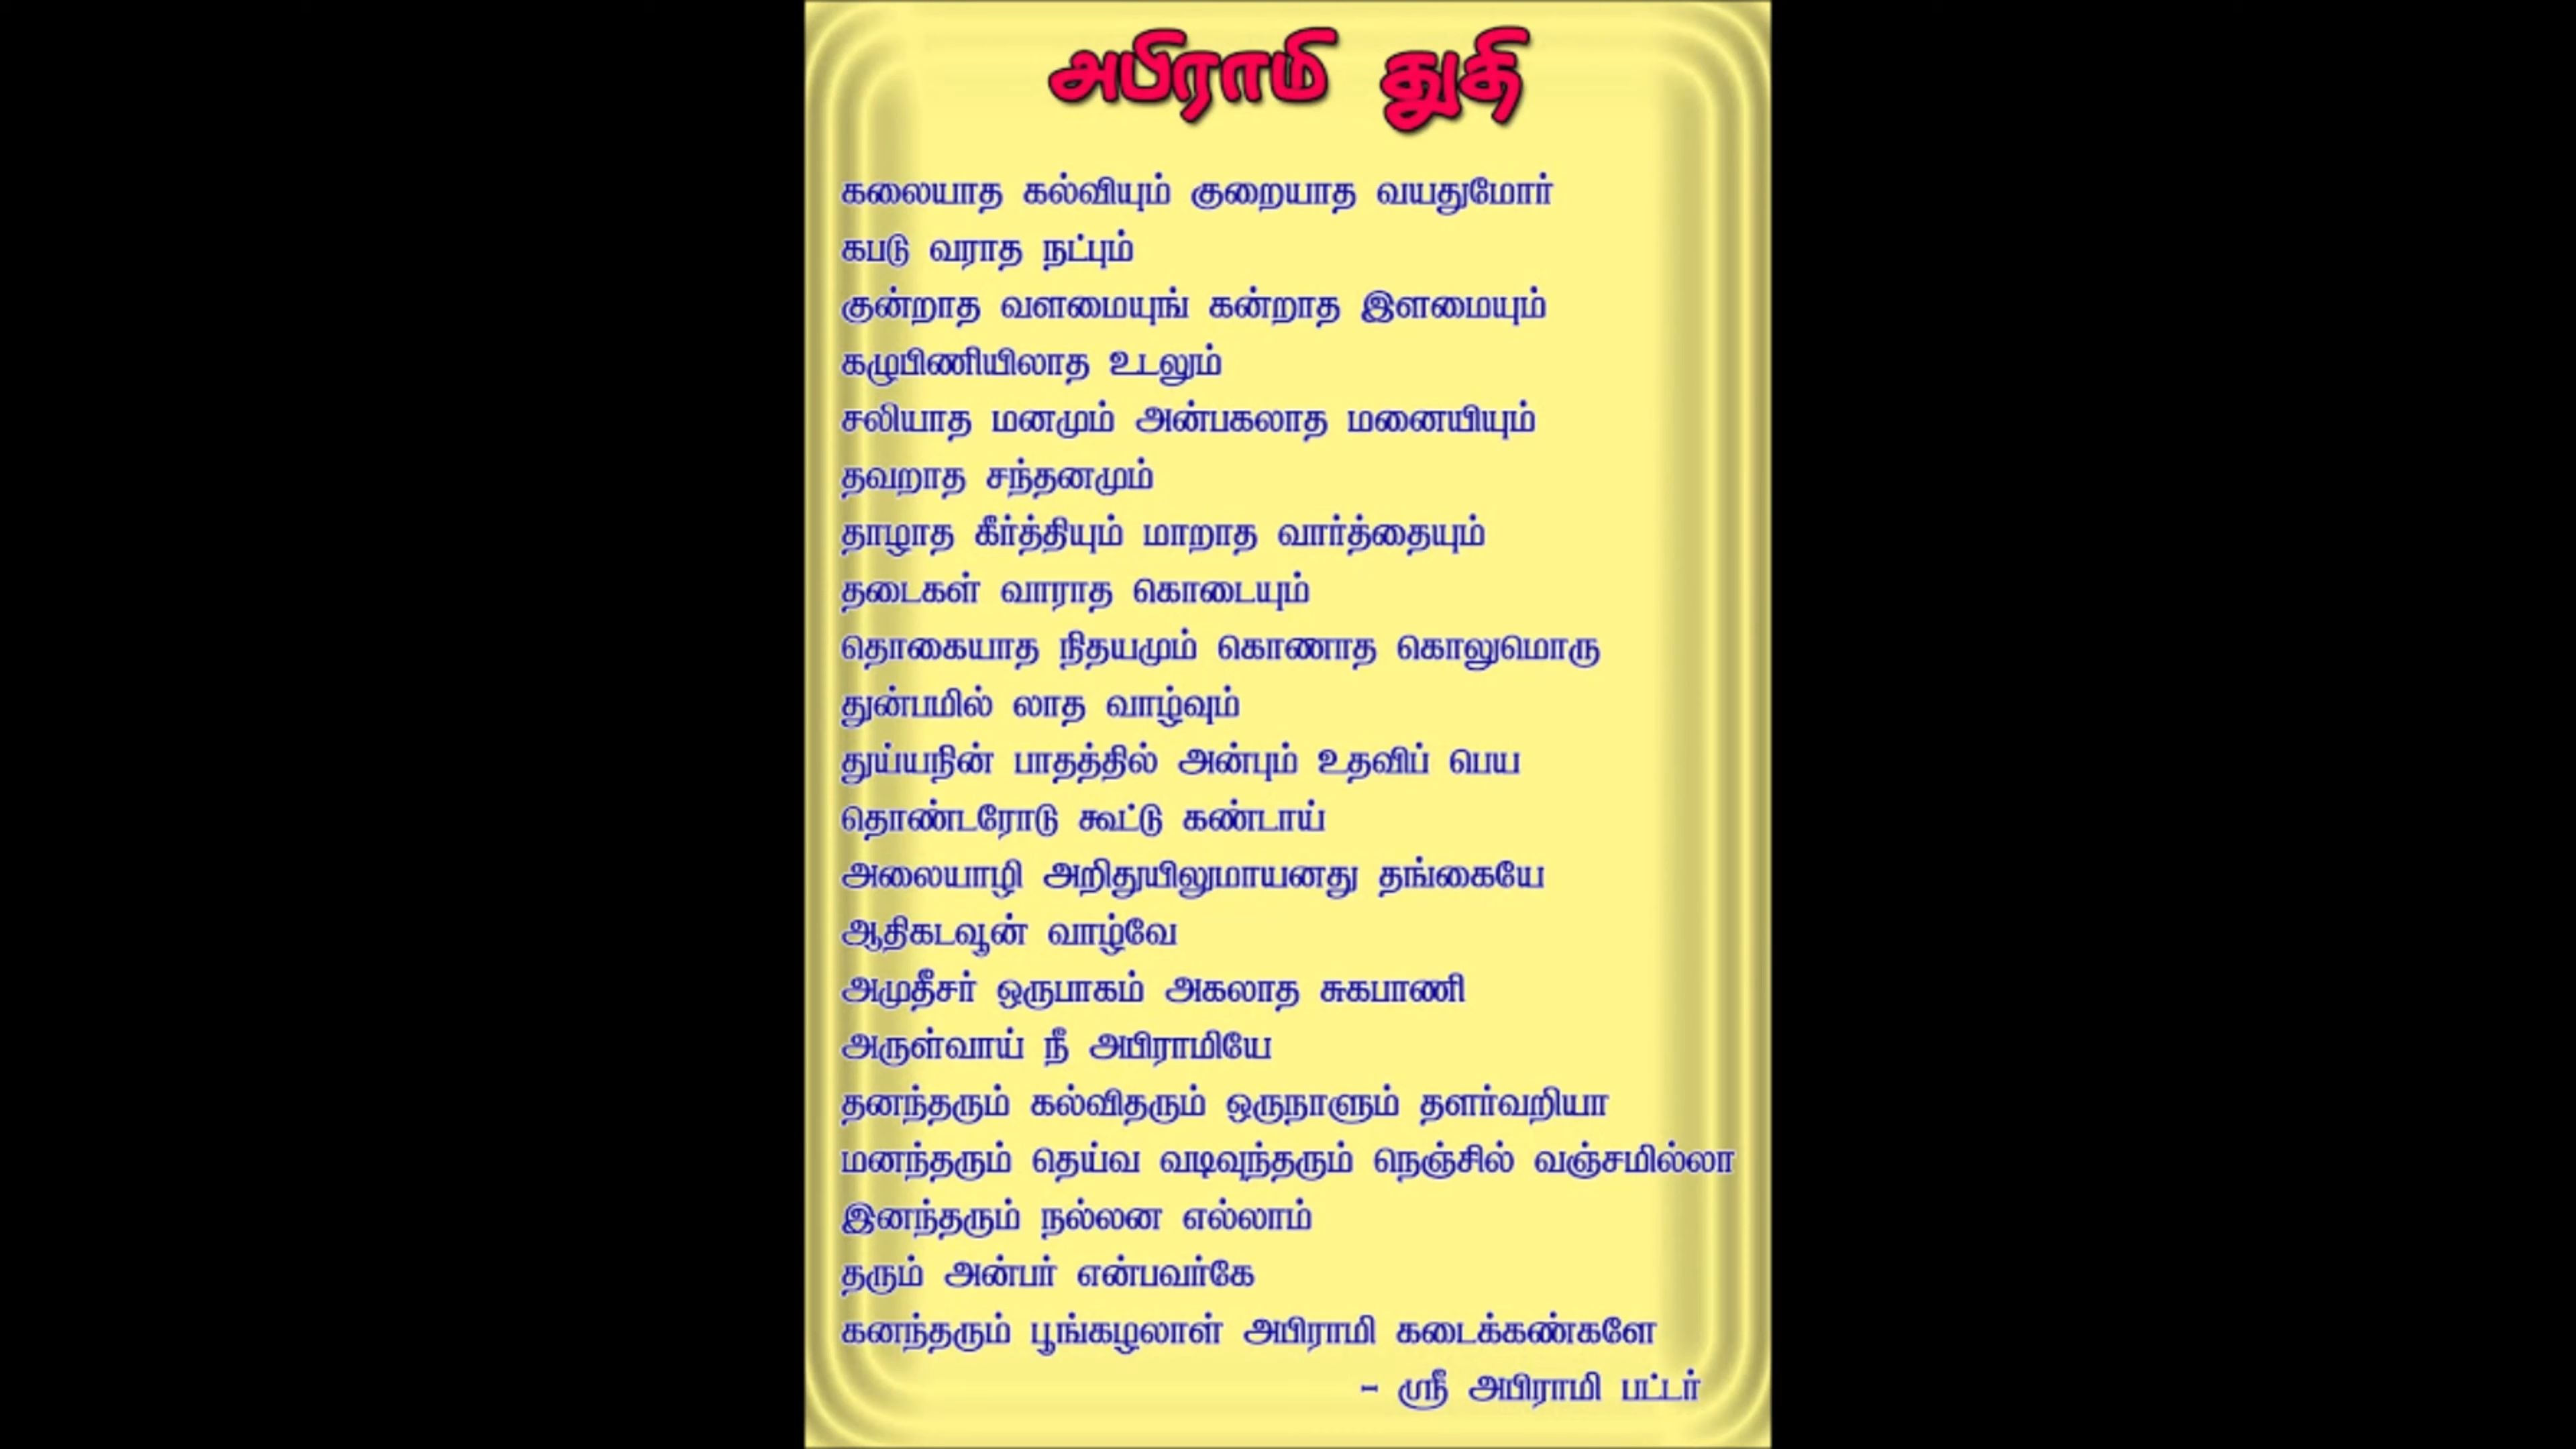 அபிராமி துதி
கலையாத கல்வியும் குறையாத வயதுமோர்
கபடு வராத நட்பும்
குன்றாத வளமையுங் கன்றாத இளமையும்
கழுபிணியிலாத உடலும்
சலியாத மனமும் அன்பகலாத மனையியும்
தவறாத சந்தனமும்
தாழாத கீர்த்தியும் மாறாத வார்த்தையும்
தடைகள் வாராத கொடையும்
தொகையாத நிதயமும் கொணாத கொலுமொரு
துன்பமில் லாத வாழ்வும்
துய்யநின் பாதத்தில் அன்பும் உதவிப் பெய
தொண்டரோடு கூட்டு கண்டாய்
அலையாழி அறிதுயிலுமாயனது தங்கையே
ஆதிகடவூன் வாழ்வே
அமுதீசர் ஒருபாகம் அகலாத சுகபாணி
அருள்வாய் நீ அபிராமியே
தனந்தரும் கல்விதரும் ஒருநாளும் தளர்வறியா
மனந்தரும் தெய்வ வடிவுந்தரும் நெஞ்சில் வஞ்சமில்லா
இனந்தரும் நல்லன எல்லாம்
தரும் அன்பர் என்பவர்கே
கனந்தரும் பூங்கழலாள் அபிராமி கடைக்கண்களே
- ஸ்ரீ அபிராமி பட்டர்